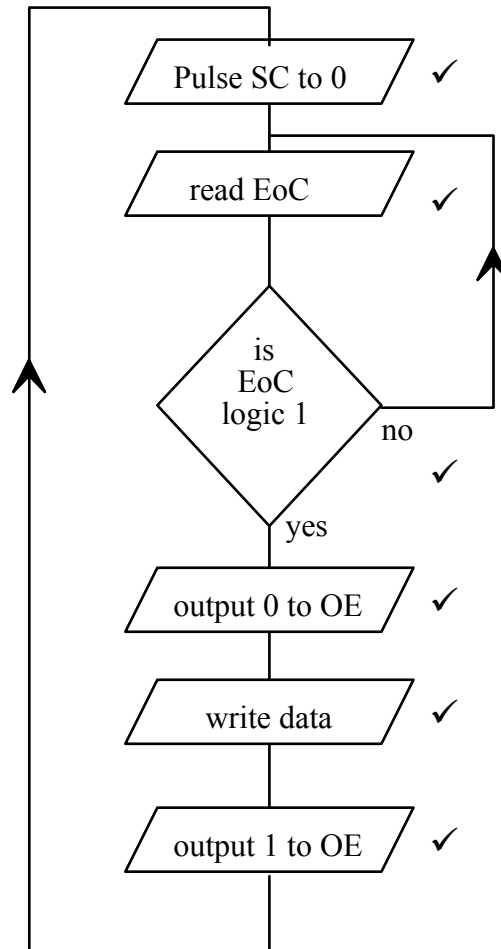 Pulse SC to 0
✓
read EoC
✓
is
EoC
logic 1
no
✓
yes
output 0 to OE
✓
write data
✓
output 1 to OE
✓